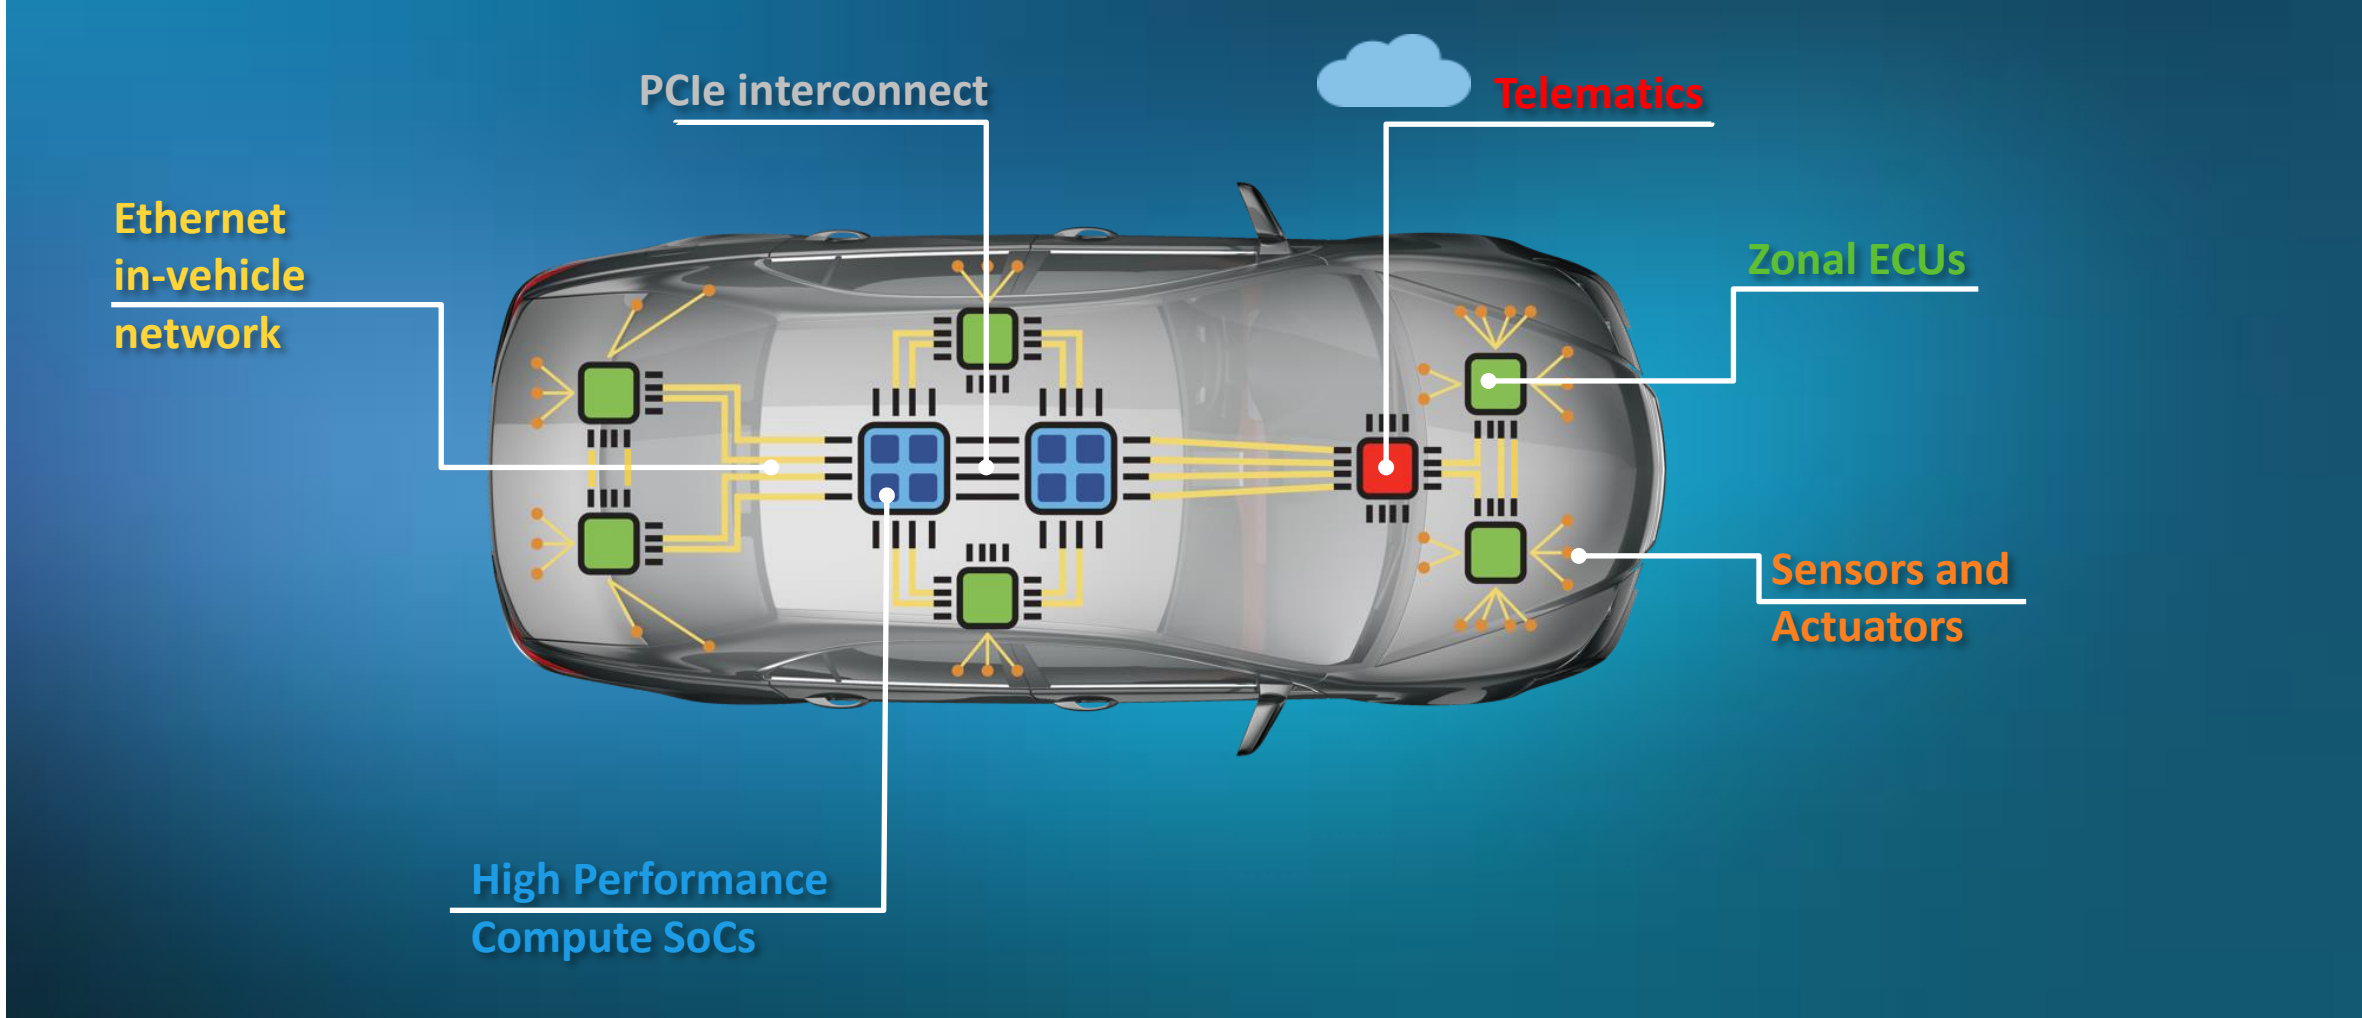 PCIe interconnect
Telematics
Ethernet
in-vehicle
network
Zonal ECUs
Sensors and
Actuators
High Performance
Compute SoCs